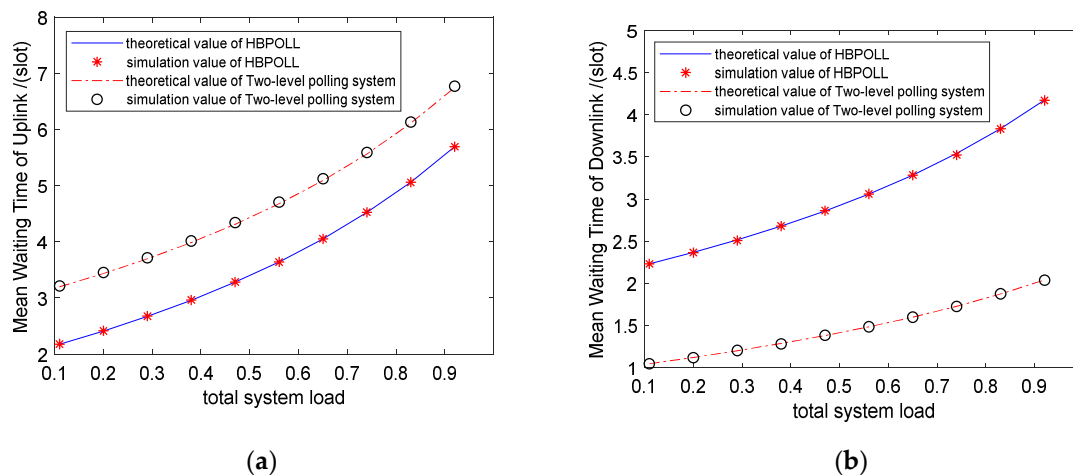 8
7
6
5
4
3
2
Mean Waiting Time of Uplink /(slot)
theoretical value of HBPOLL
simulation value of HBPOLL
theoretical value of Two-level polling system
simulation value of Two-level polling system
0.1 0.2 0.3 0.4 0.5 0.6 0.7 0.8 0.9
total system load
(a)
5
4.5
4
3.5
3
2.5
2
1.5
1
Mean Waiting Time of Downlink /(slot)
theoretical value of HBPOLL
simulation value of HBPOLL
theoretical value of Two-level polling system
simulation value of Two-level polling system
0.1 0.2 0.3 0.4 0.5 0.6 0.7 0.8 0.9
total system load
(b)